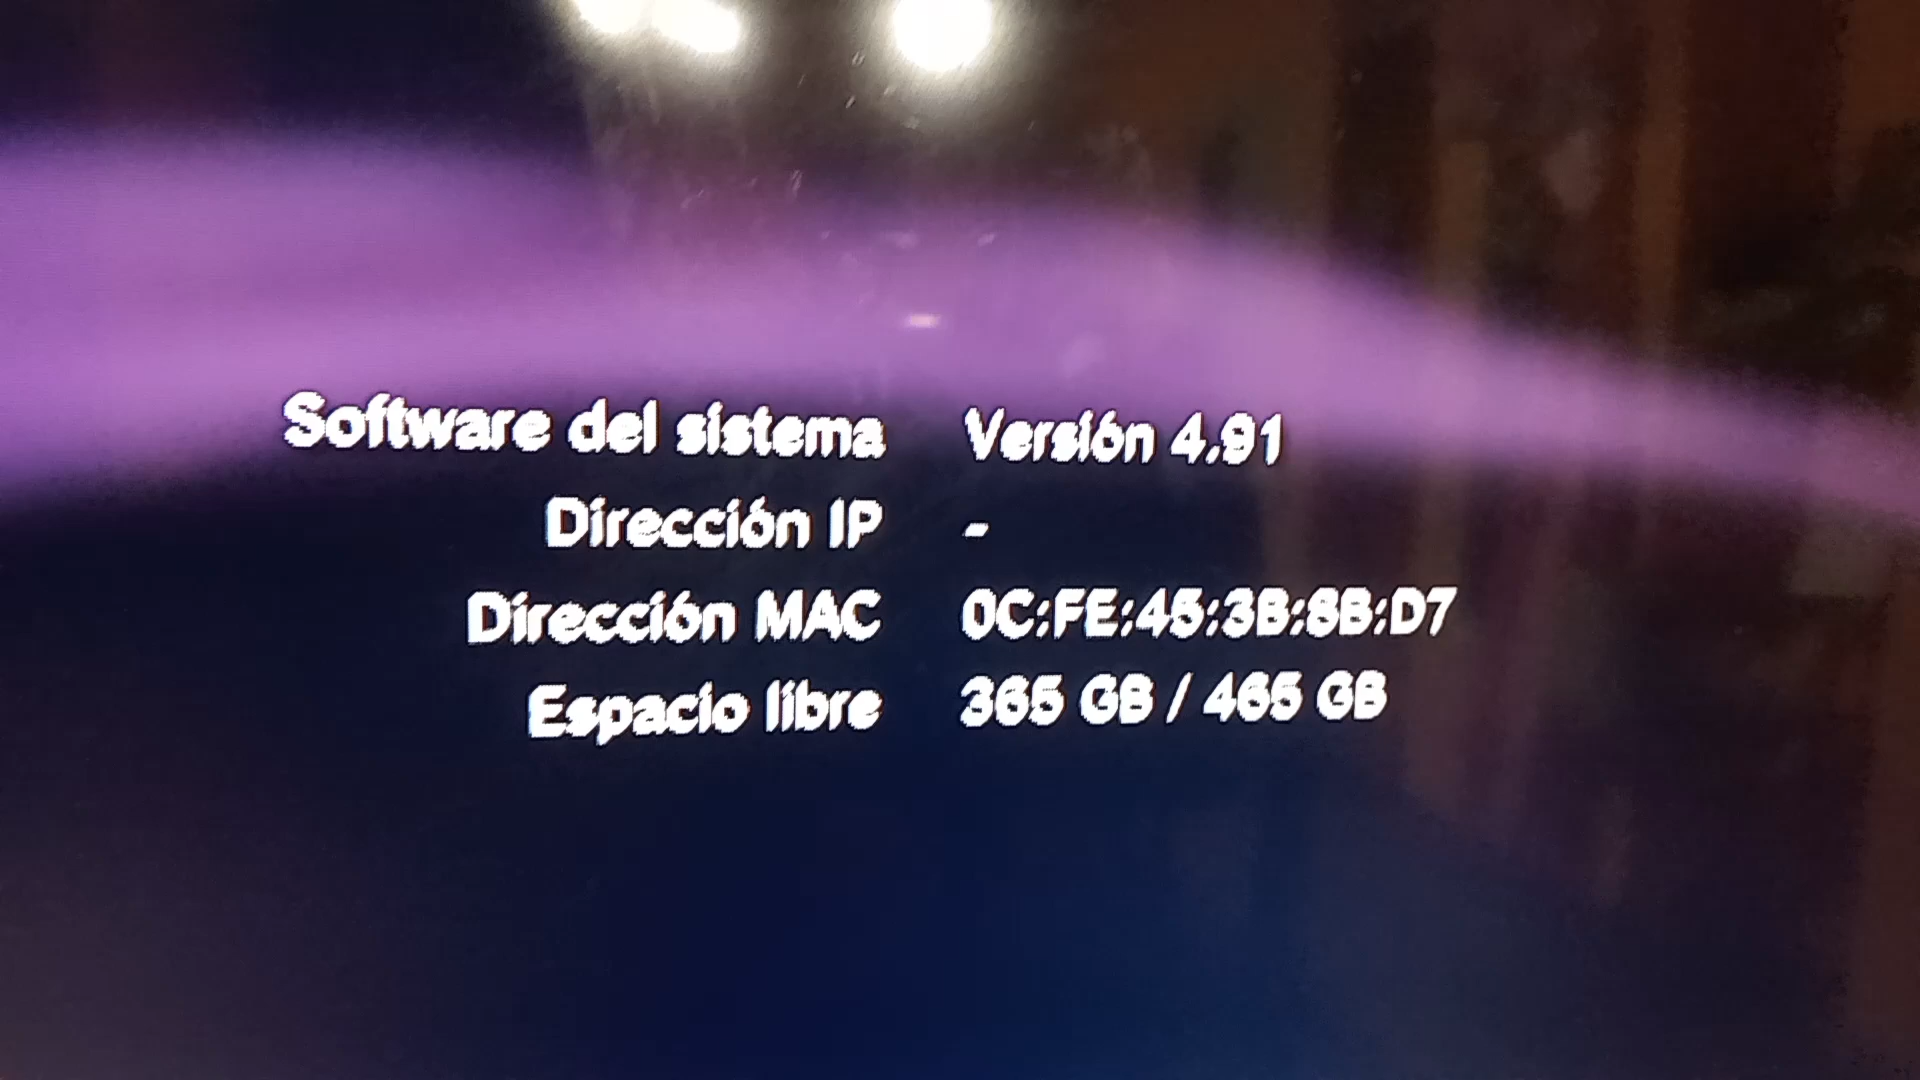 Software del sistema Versión 4.91
Dirección IP -
Dirección MAC 0C:FE:45:3B:8B:D7
Espacio libre 365 GB / 465 GB